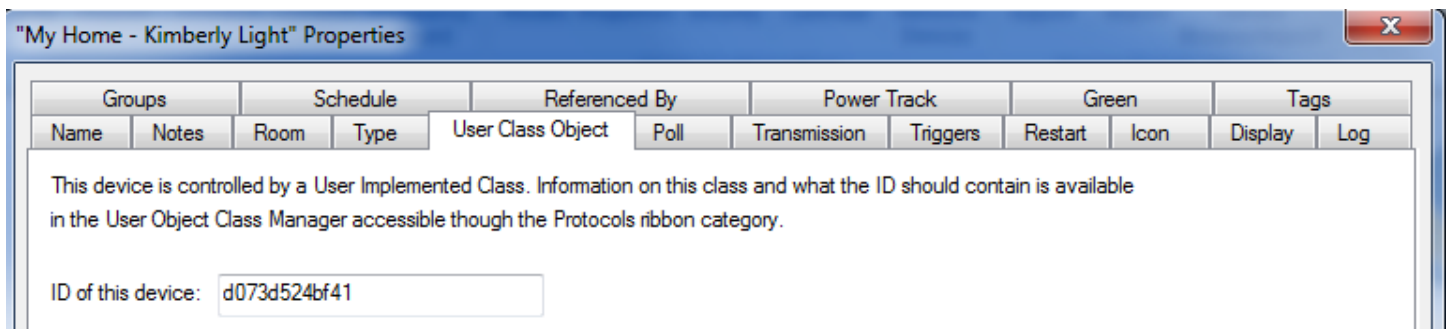 "My Home - Kimberly Light" Properties
X
Groups Schedule Referenced By Power Track Green Tags
Name Notes Room Type User Class Object Poll Transmission Triggers Restart Icon Display Log
This device is controlled by a User Implemented Class. Information on this class and what the ID should contain is available
in the User Object Class Manager accessible though the Protocols ribbon category.
ID of this device: d073d524bf41